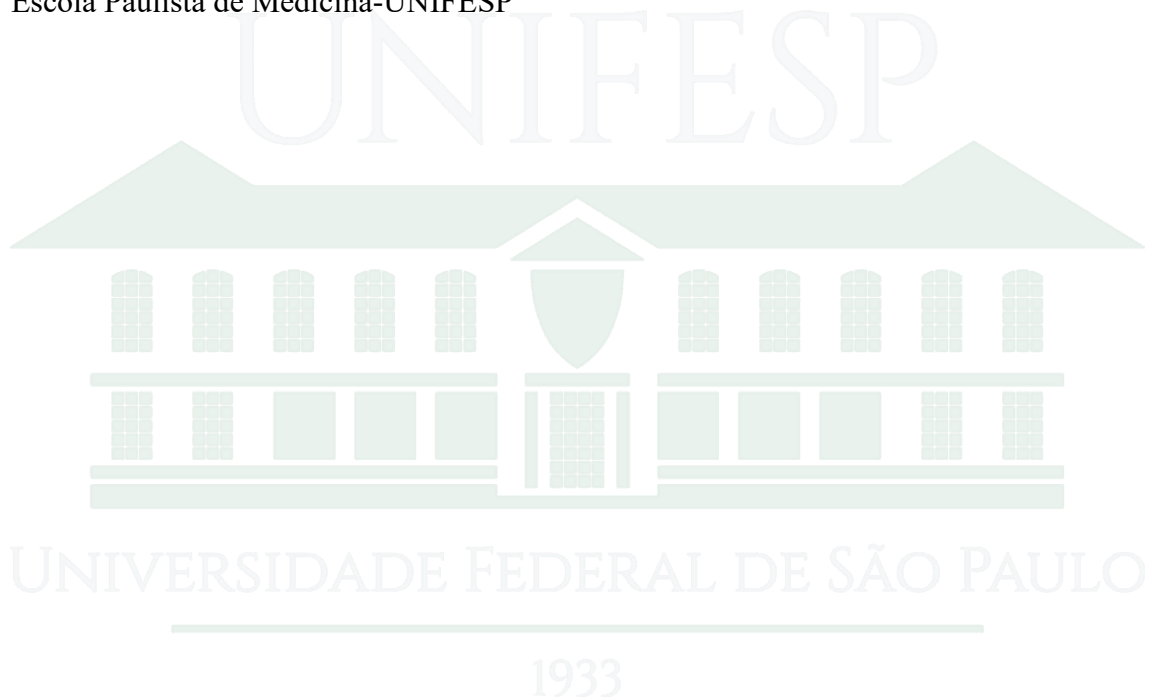 Escola Paulista de Medicina-UNIFESP
UNIFESP
UNIVERSIDADE FEDERAL DE SÃO PAULO
1933